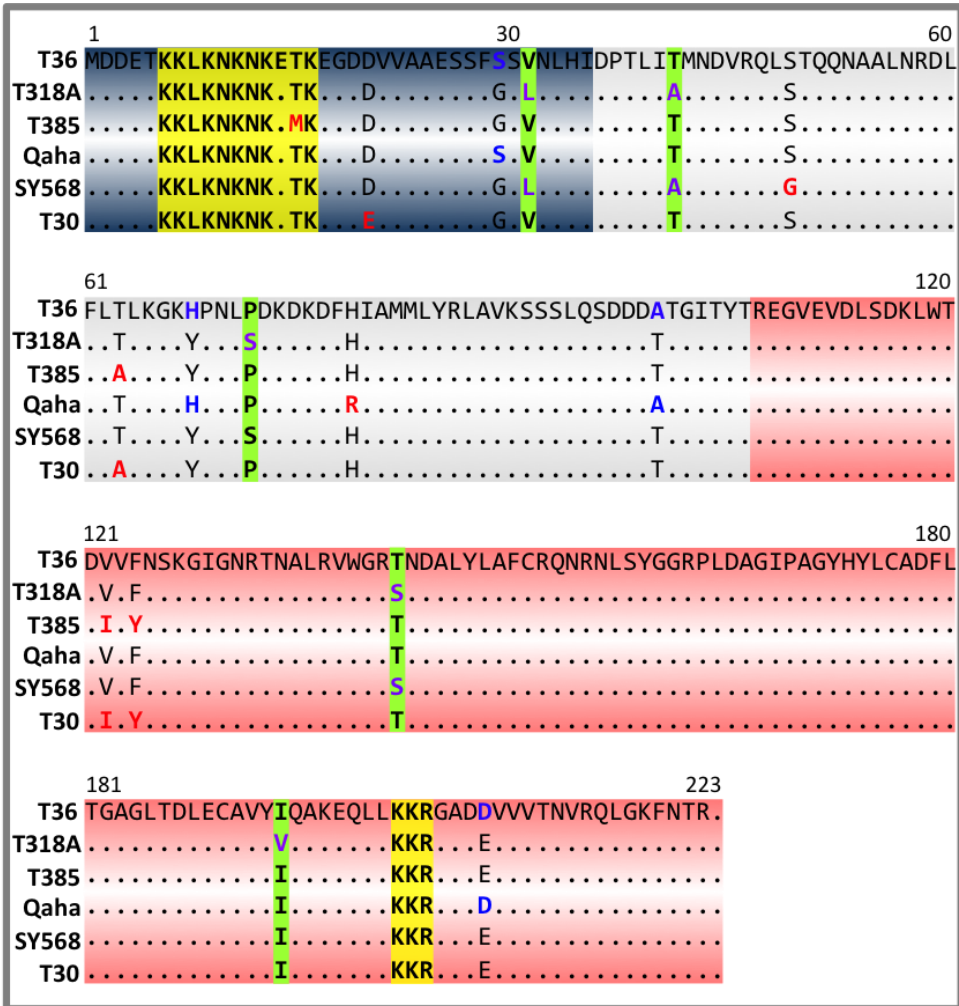 1 30 60
T36 MDDETKKLKNKNKETKEGDDVVAAESSFSSVNLHIDPTLITMNDVRQLSTQQNAALNRDL
T318A .....KKLKNKNK.TK...D........G.L.........A.......S...........
T385 .....KKLKNKNK.MK...D........G.V.........T.......S...........
Qaha .....KKLKNKNK.TK...D........S.V.........T.......S...........
SY568 .....KKLKNKNK.TK...D........G.L.........A.......G...........
T30 .....KKLKNKNK.TK...E........G.V.........T.......S...........
61 120
T36 FLTLKGKHPNLPDKDKDFHIAMMLYRLAVKSSSLQSDDDATGITYTREGVEVDLSDKLWT
T318A ..T....Y...S......H....................T....................
T385 ..A....Y...P......H....................T....................
Qaha ..T....H...P......R....................A....................
SY568 ..T....Y...S......H....................T....................
T30 ..A....Y...P......H....................T....................
121 180
T36 DVVFNSKGIGNRTNALRVWGRTNDALYLAFCRQNRNLSYGGRPLDAGIPAGYHYLCADFL
T318A .V.F.................S......................................
T385 .I.Y.................T......................................
Qaha .V.F.................T......................................
SY568 .V.F.................S......................................
T30 .I.Y.................T......................................
181 223
T36 TGAGLTDLECAVYIQAKEQLLKKRGADDVVVTNVRQLGKFNTR.
T318A .............V.......KKR...E................
T385 .............I.......KKR...E................
Qaha .............I.......KKR...D................
SY568 .............I.......KKR...E................
T30 .............I.......KKR...E................